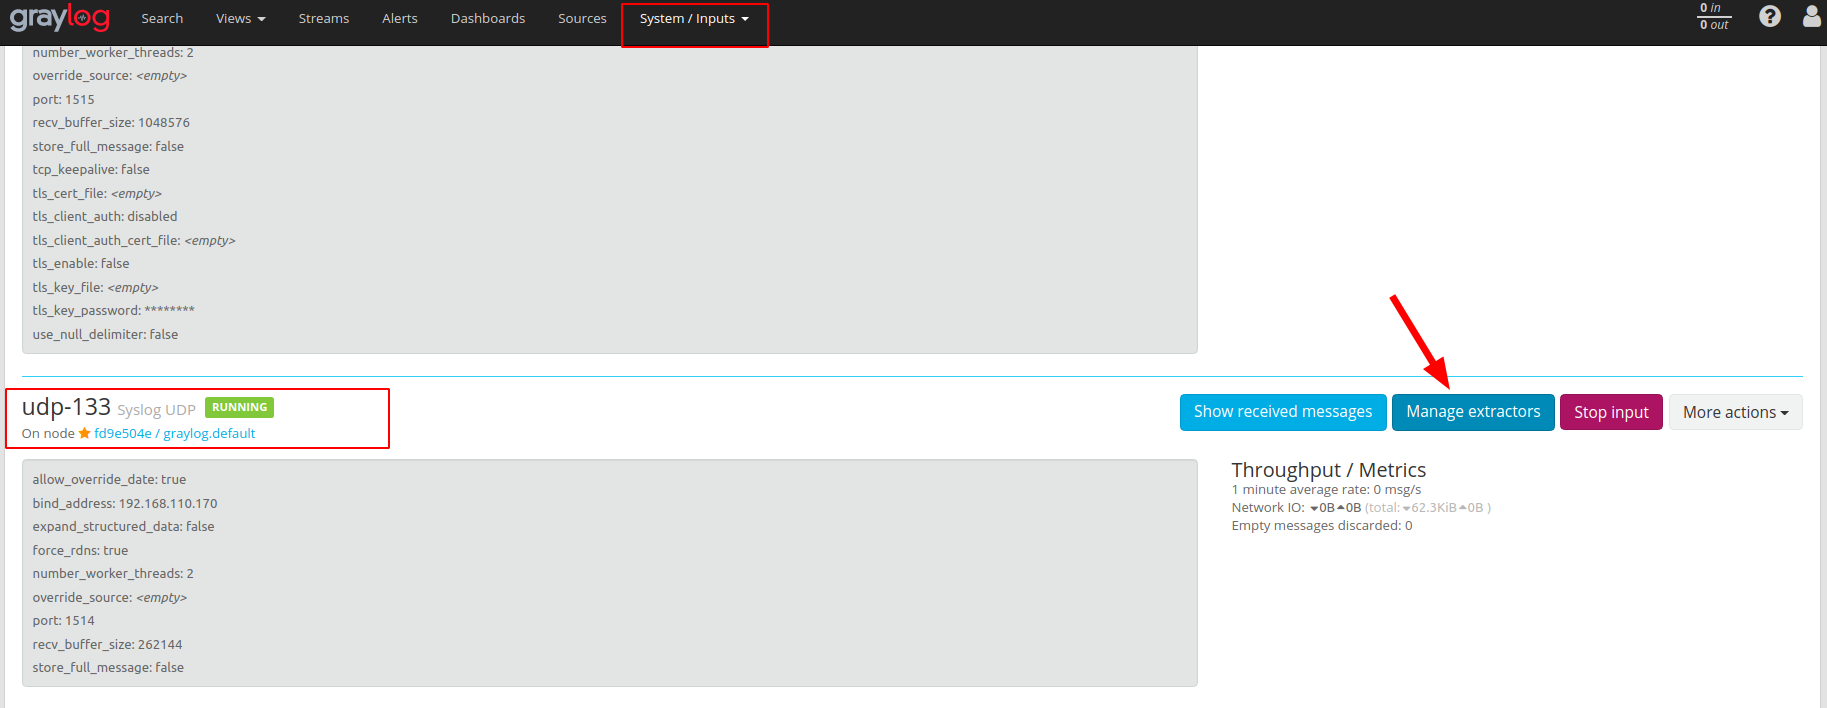 graylog Search Views Streams Alerts Dashboards Sources System / Inputs 0 in
0 out
number_worker_threads: 2
override_source: <empty>
port: 1515
recv_buffer_size: 1048576
store_full_message: false
tcp_keepalive: false
tls_cert_file: <empty>
tls_client_auth: disabled
tls_client_auth_cert_file: <empty>
tls_enable: false
tls_key_file: <empty>
tls_key_password: ********
use_null_delimiter: false
udp-133 Syslog UDP RUNNING
On node fd9e504e / graylog.default
Show received messages Manage extractors Stop input More actions
allow_override_date: true
bind_address: 192.168.110.170
expand_structured_data: false
force_rdns: true
number_worker_threads: 2
override_source: <empty>
port: 1514
recv_buffer_size: 262144
store_full_message: false
Throughput / Metrics
1 minute average rate: 0 msg/s
Network IO: 0B 0B (total: 62.3KiB 0B )
Empty messages discarded: 0